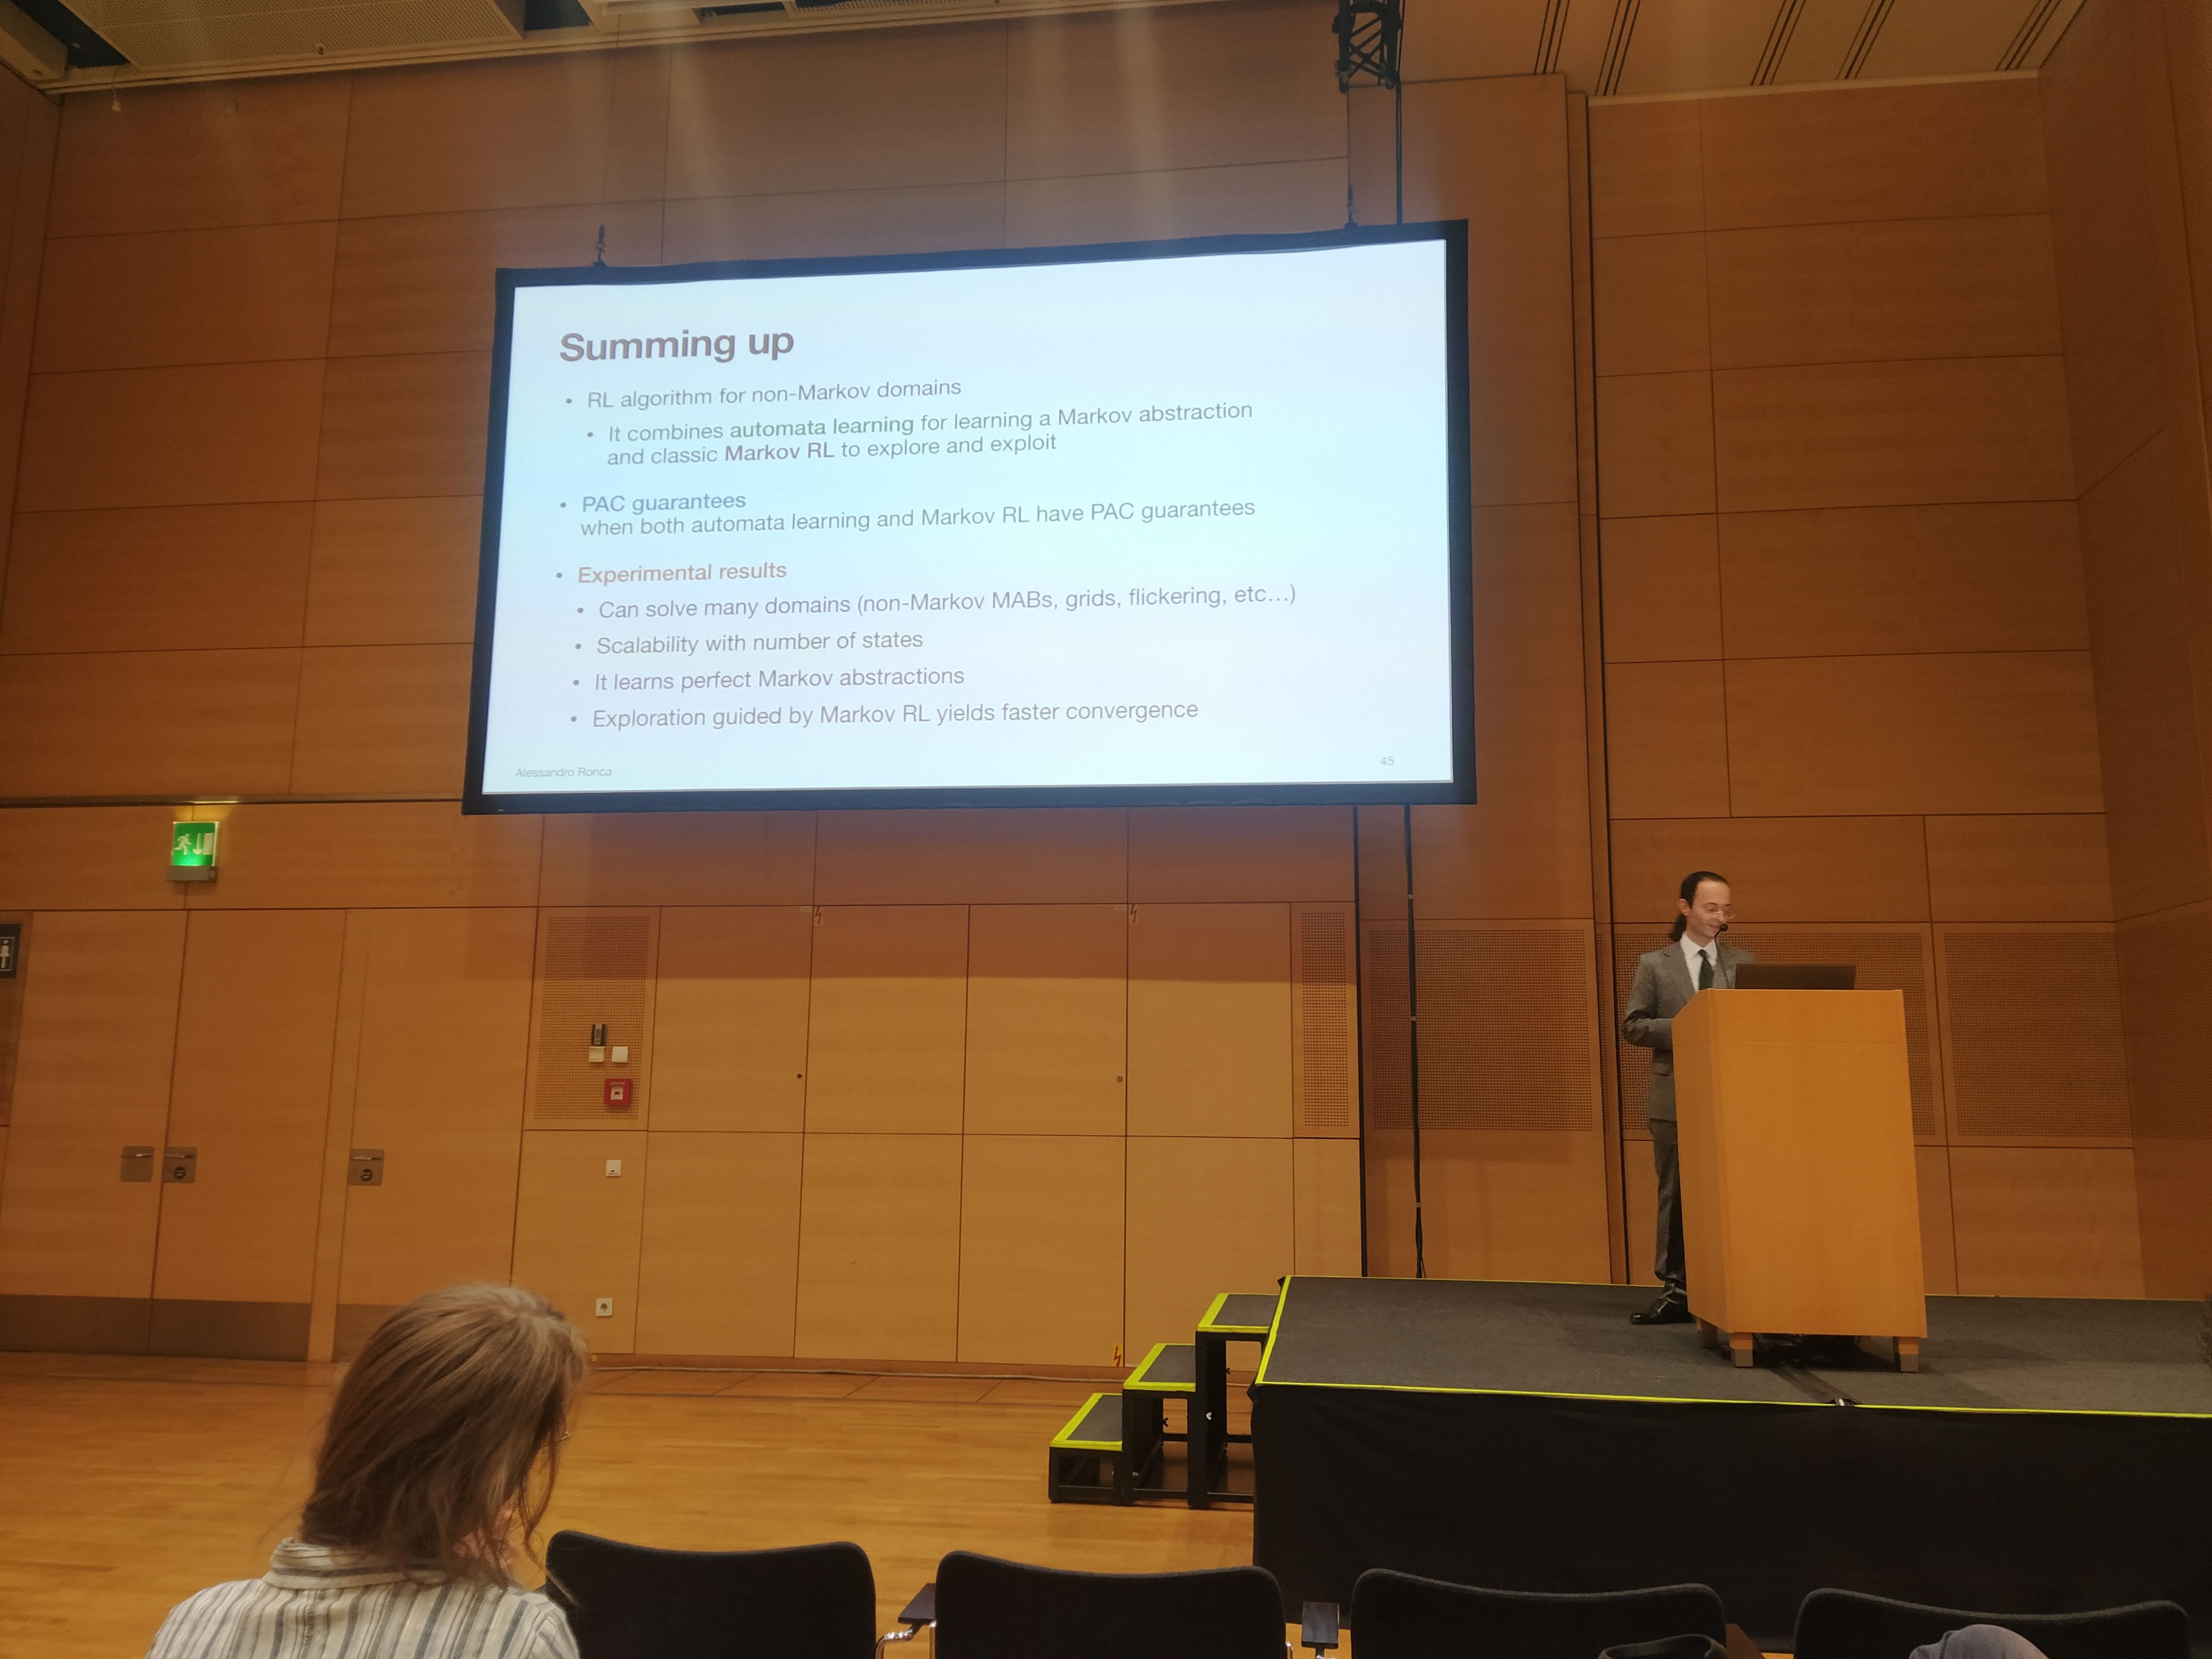 Summing up
• RL algorithm for non-Markov domains
• It combines automata learning for learning a Markov abstraction
and classic Markov RL to explore and exploit
• PAC guarantees
when both automata learning and Markov RL have PAC guarantees
• Experimental results
• Can solve many domains (non-Markov MABs, grids, flickering, etc...)
• Scalability with number of states
• It learns perfect Markov abstractions
• Exploration guided by Markov RL yields faster convergence
Alessandro Ronca
45